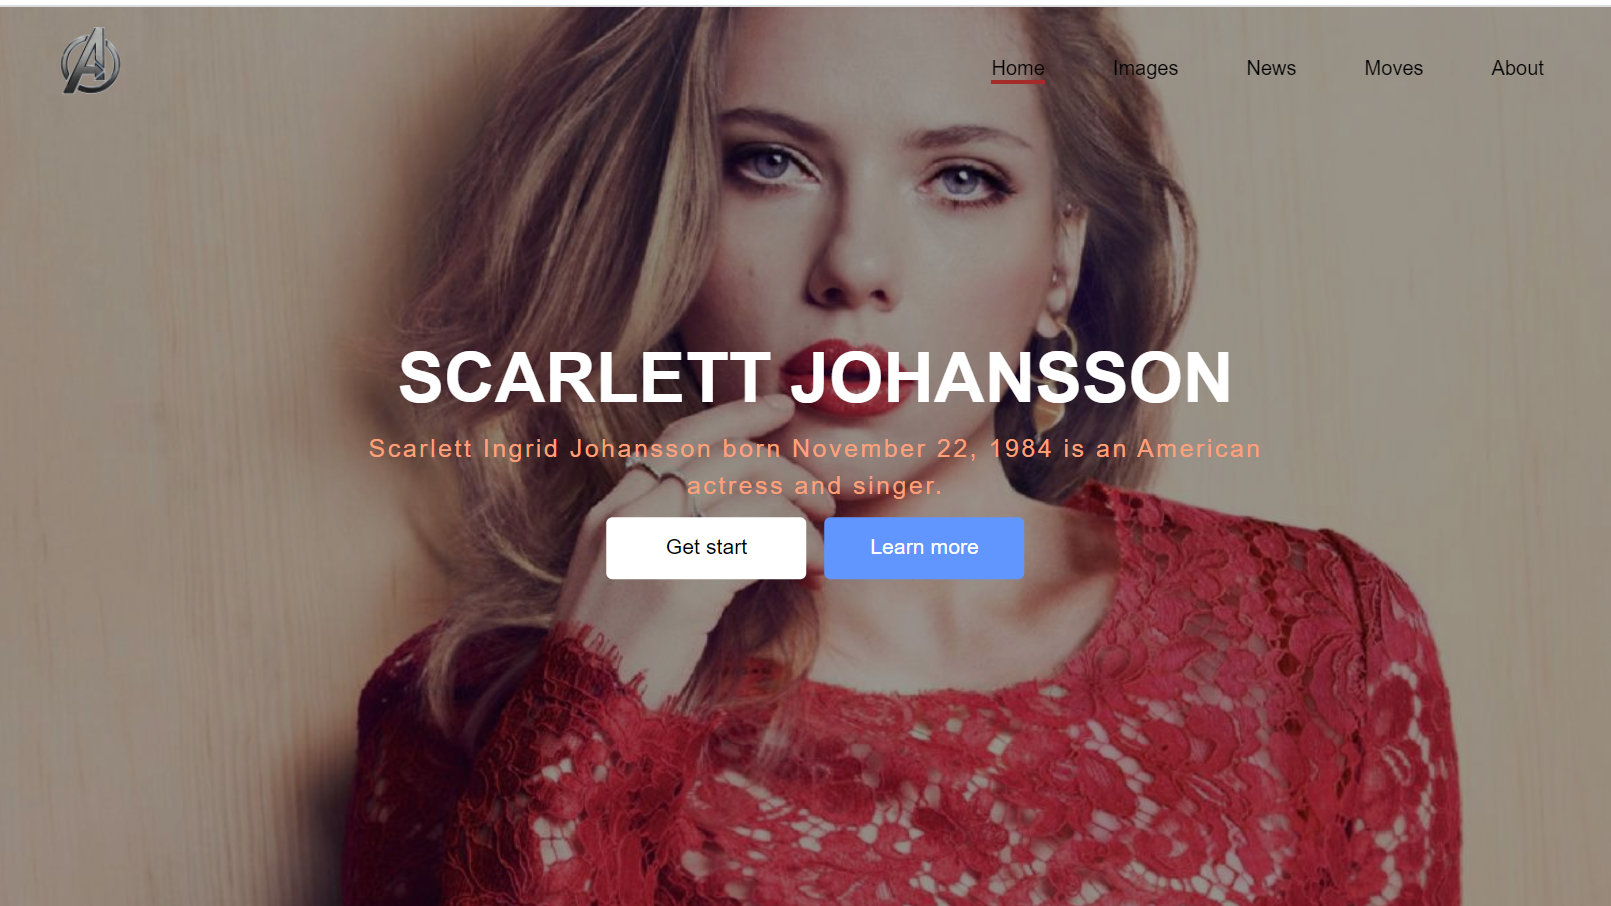 Home Images News Moves About
SCARLETT JOHANSSON
Scarlett Ingrid Johansson born November 22, 1984 is an American
actress and singer.
Get start Learn more